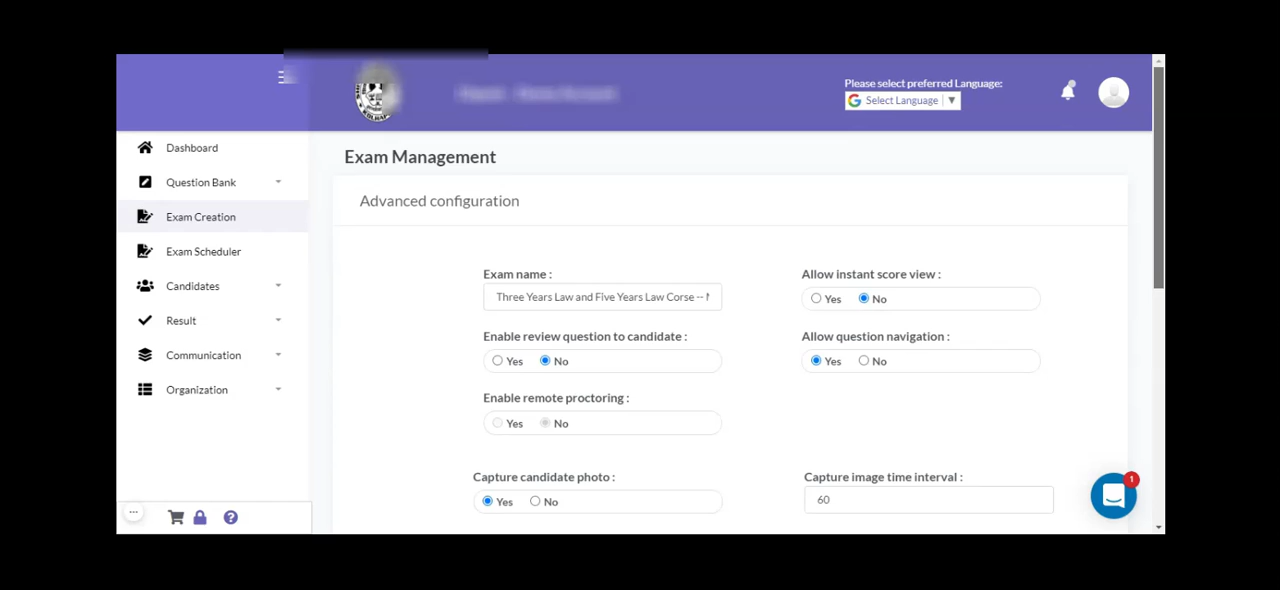 Please select preferred Language:
Select Language ▼
Dashboard
Question Bank
Exam Creation
Exam Scheduler
Candidates
Result
Communication
Organization
Exam Management
Advanced configuration
Exam name :
Three Years Law and Five Years Law Corse --
Allow instant score view :
Yes No
Enable review question to candidate :
Yes No
Allow question navigation :
Yes No
Enable remote proctoring :
Yes No
Capture candidate photo :
Yes No
Capture image time interval :
60
1